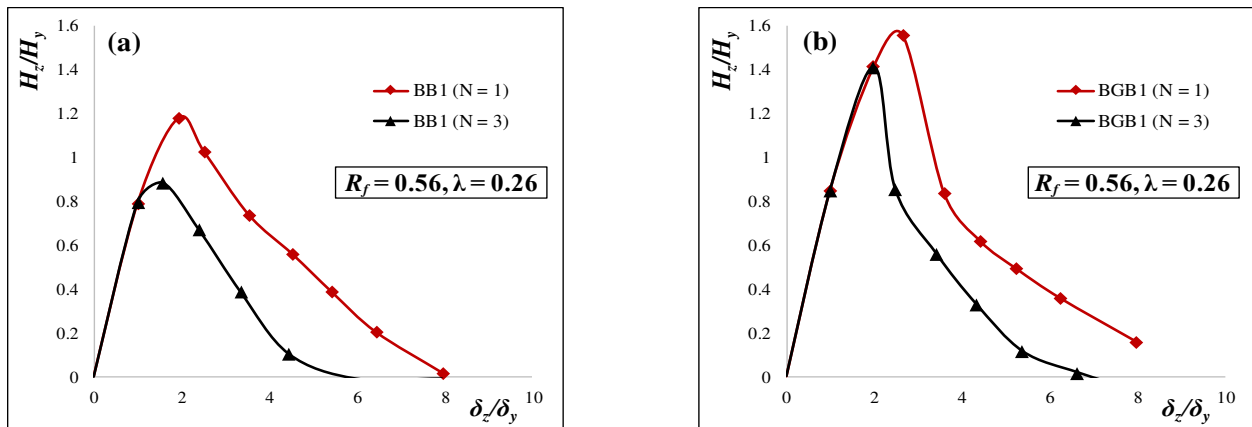 (a)
H_z/H_y
1.6
1.4
1.2
1
0.8
0.6
0.4
0.2
0
0 2 4 6 8 10
δ_z/δ_y
BB1 (N = 1)
BB1 (N = 3)
R_f = 0.56, λ = 0.26
(b)
H_z/H_y
1.6
1.4
1.2
1
0.8
0.6
0.4
0.2
0
0 2 4 6 8 10
δ_z/δ_y
BGB1 (N = 1)
BGB1 (N = 3)
R_f = 0.56, λ = 0.26